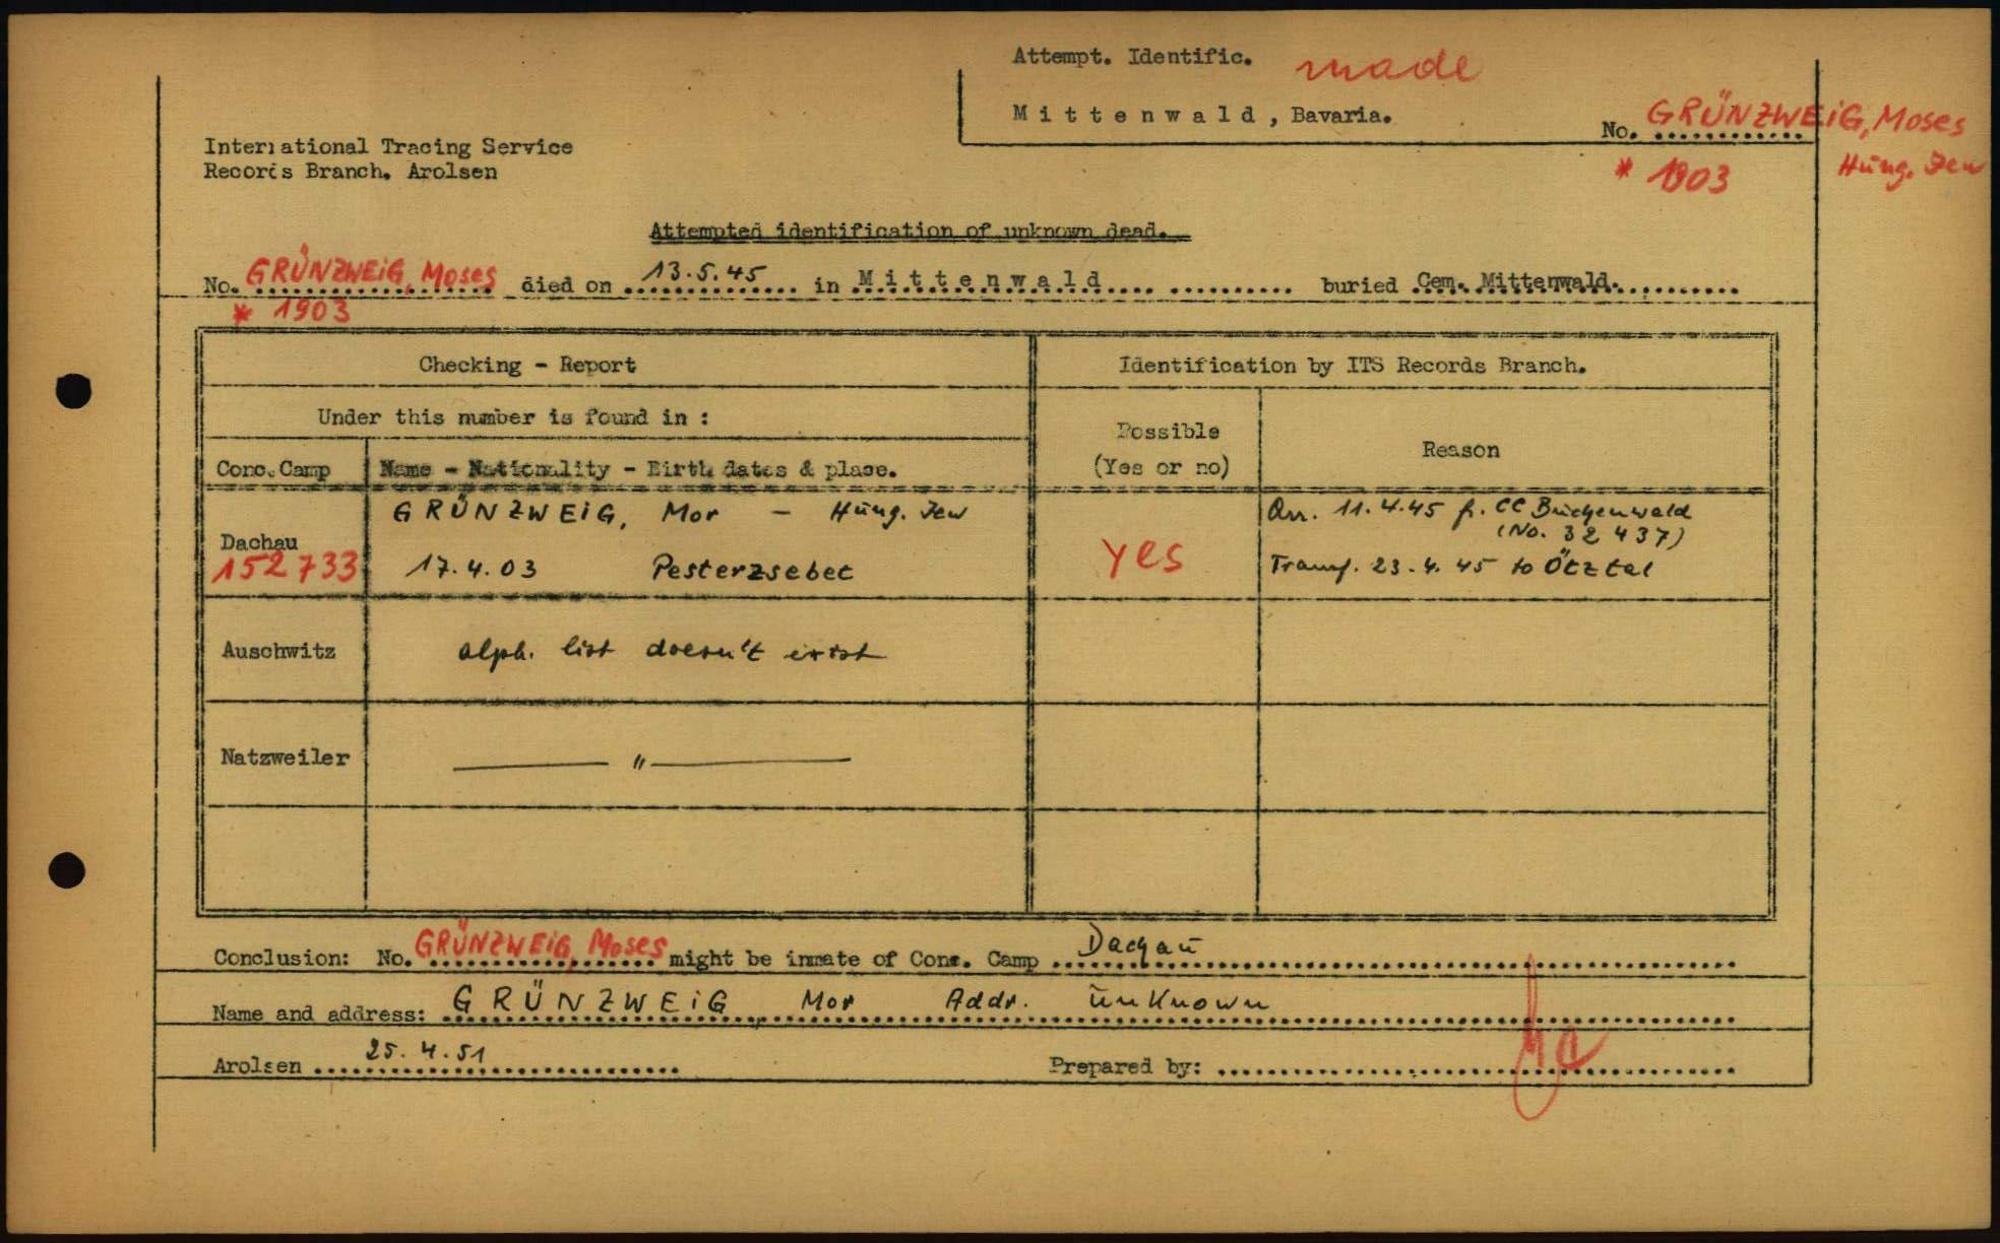 Attempt. Identific. made
Mittenwald, Bavaria.
No. ............ GRÜNZWEIG, Moses
* 1903 Hung. Jew
International Tracing Service
Records Branch. Arolsen
Attempted identification of unknown dead.
No. GRÜNZWEIG, Moses died on 13.5.45 in Mittenwald buried Cem. Mittenwald.
* 1903
Checking - Report
Identification by ITS Records Branch.
Under this number is found in :
Possible
(Yes or no)
Reason
Conc. Camp
Name - Nationality - Birth dates & place.
Dachau
152733
GRÜNZWEIG, Mor - Hung. Jew
17.4.03 Pesterzsebet
yes
Arr. 11.4.45 f. CC Buchenwald
(No. 32 437)
Transf. 23.4.45 to Ötztal
Auschwitz
alph. list doesn't exist
Natzweiler
——— " ———
Conclusion: No. GRÜNZWEIG, Moses might be inmate of Conc. Camp Dachau
Name and address: GRÜNZWEIG, Mor Addr. unknown
Arolsen 25.4.51
Prepared by: